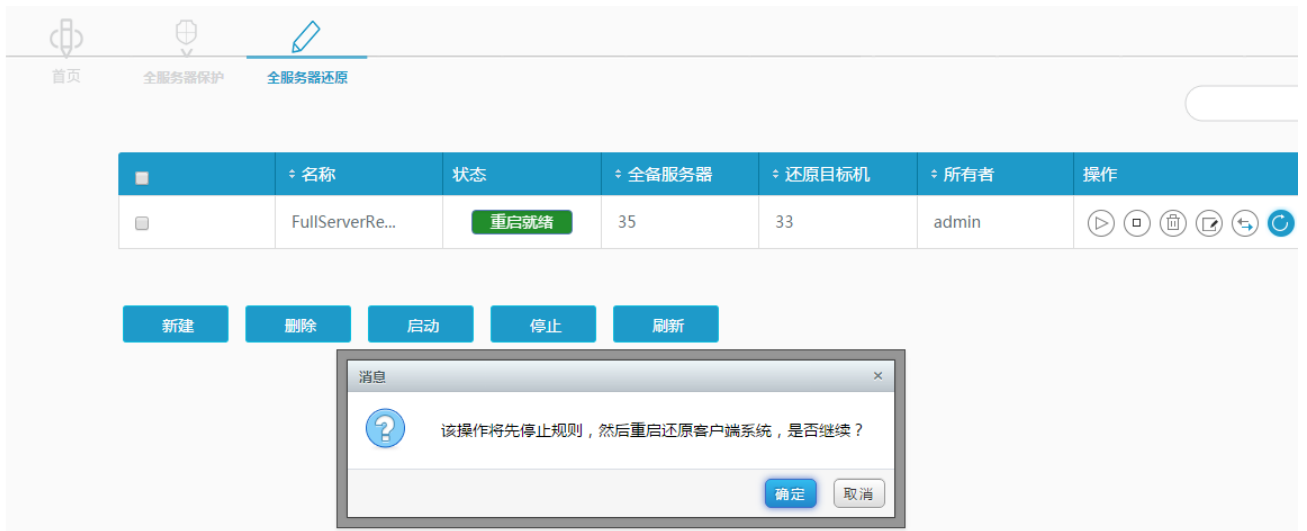 首页
全服务器保护
全服务器还原
名称 状态 全备服务器 还原目标机 所有者 操作
FullServerRe... 重启就绪 35 33 admin
新建 删除 启动 停止 刷新
消息
该操作将先停止规则，然后重启还原客户端系统，是否继续？
确定 取消